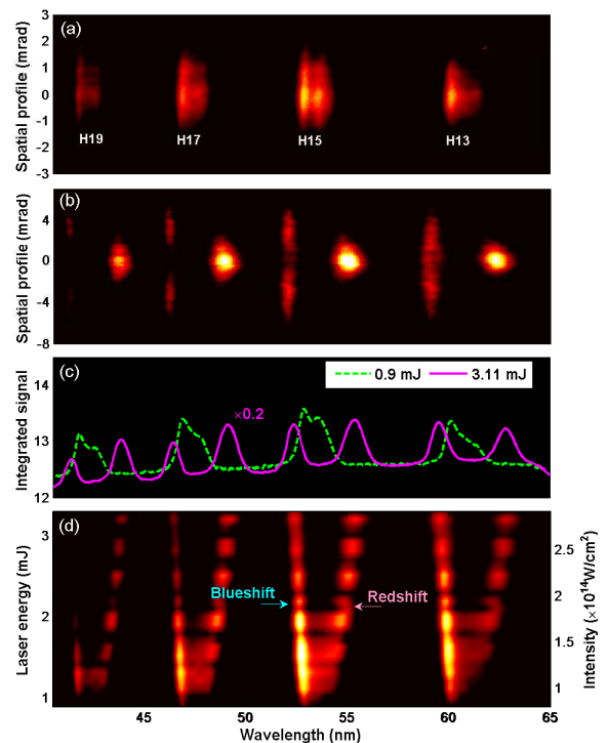 (a)
Spatial profile (mrad)
3
2
1
0
-1
-2
-3
H19
H17
H15
H13
(b)
Spatial profile (mrad)
4
0
-4
-8
(c)
Integrated signal
14
13
12
×0.2
0.9 mJ
3.11 mJ
(d)
Laser energy (mJ)
3
2
1
Blueshift
Redshift
2.5
2
1.5
1
Intensity (×10¹⁴W/cm²)
45
50
55
60
65
Wavelength (nm)